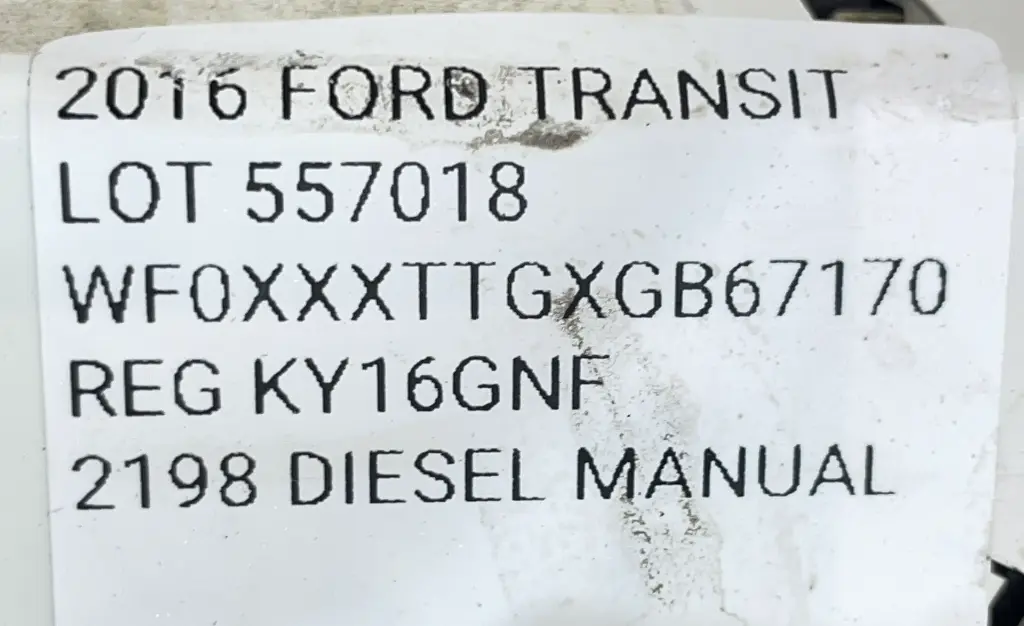 2016 FORD TRANSIT
LOT 557018
WF0XXXTTGXGB67170
REG KY16GNF
2198 DIESEL MANUAL